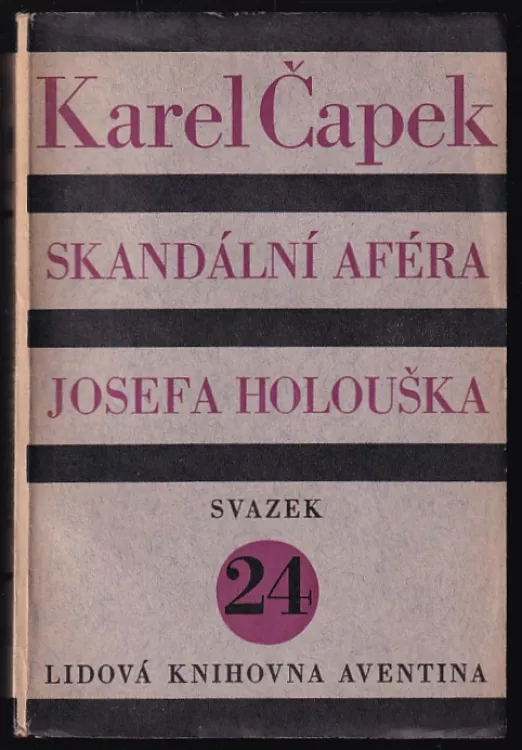 Karel Čapek
SKANDÁLNÍ AFÉRA
JOSEFA HOLOUŠKA
SVAZEK
24
LIDOVÁ KNIHOVNA AVENTINA